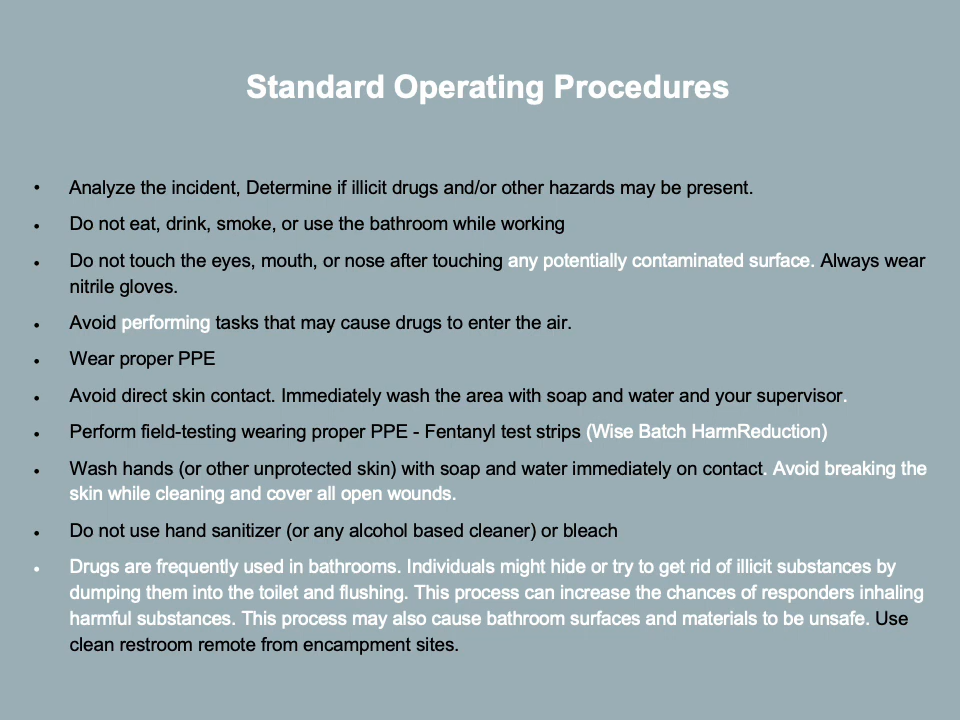 Standard Operating Procedures
• Analyze the incident, Determine if illicit drugs and/or other hazards may be present.
• Do not eat, drink, smoke, or use the bathroom while working
• Do not touch the eyes, mouth, or nose after touching any potentially contaminated surface. Always wear
nitrile gloves.
• Avoid performing tasks that may cause drugs to enter the air.
• Wear proper PPE
• Avoid direct skin contact. Immediately wash the area with soap and water and your supervisor.
• Perform field-testing wearing proper PPE - Fentanyl test strips (Wise Batch HarmReduction)
• Wash hands (or other unprotected skin) with soap and water immediately on contact. Avoid breaking the
skin while cleaning and cover all open wounds.
• Do not use hand sanitizer (or any alcohol based cleaner) or bleach
• Drugs are frequently used in bathrooms. Individuals might hide or try to get rid of illicit substances by
dumping them into the toilet and flushing. This process can increase the chances of responders inhaling
harmful substances. This process may also cause bathroom surfaces and materials to be unsafe. Use
clean restroom remote from encampment sites.